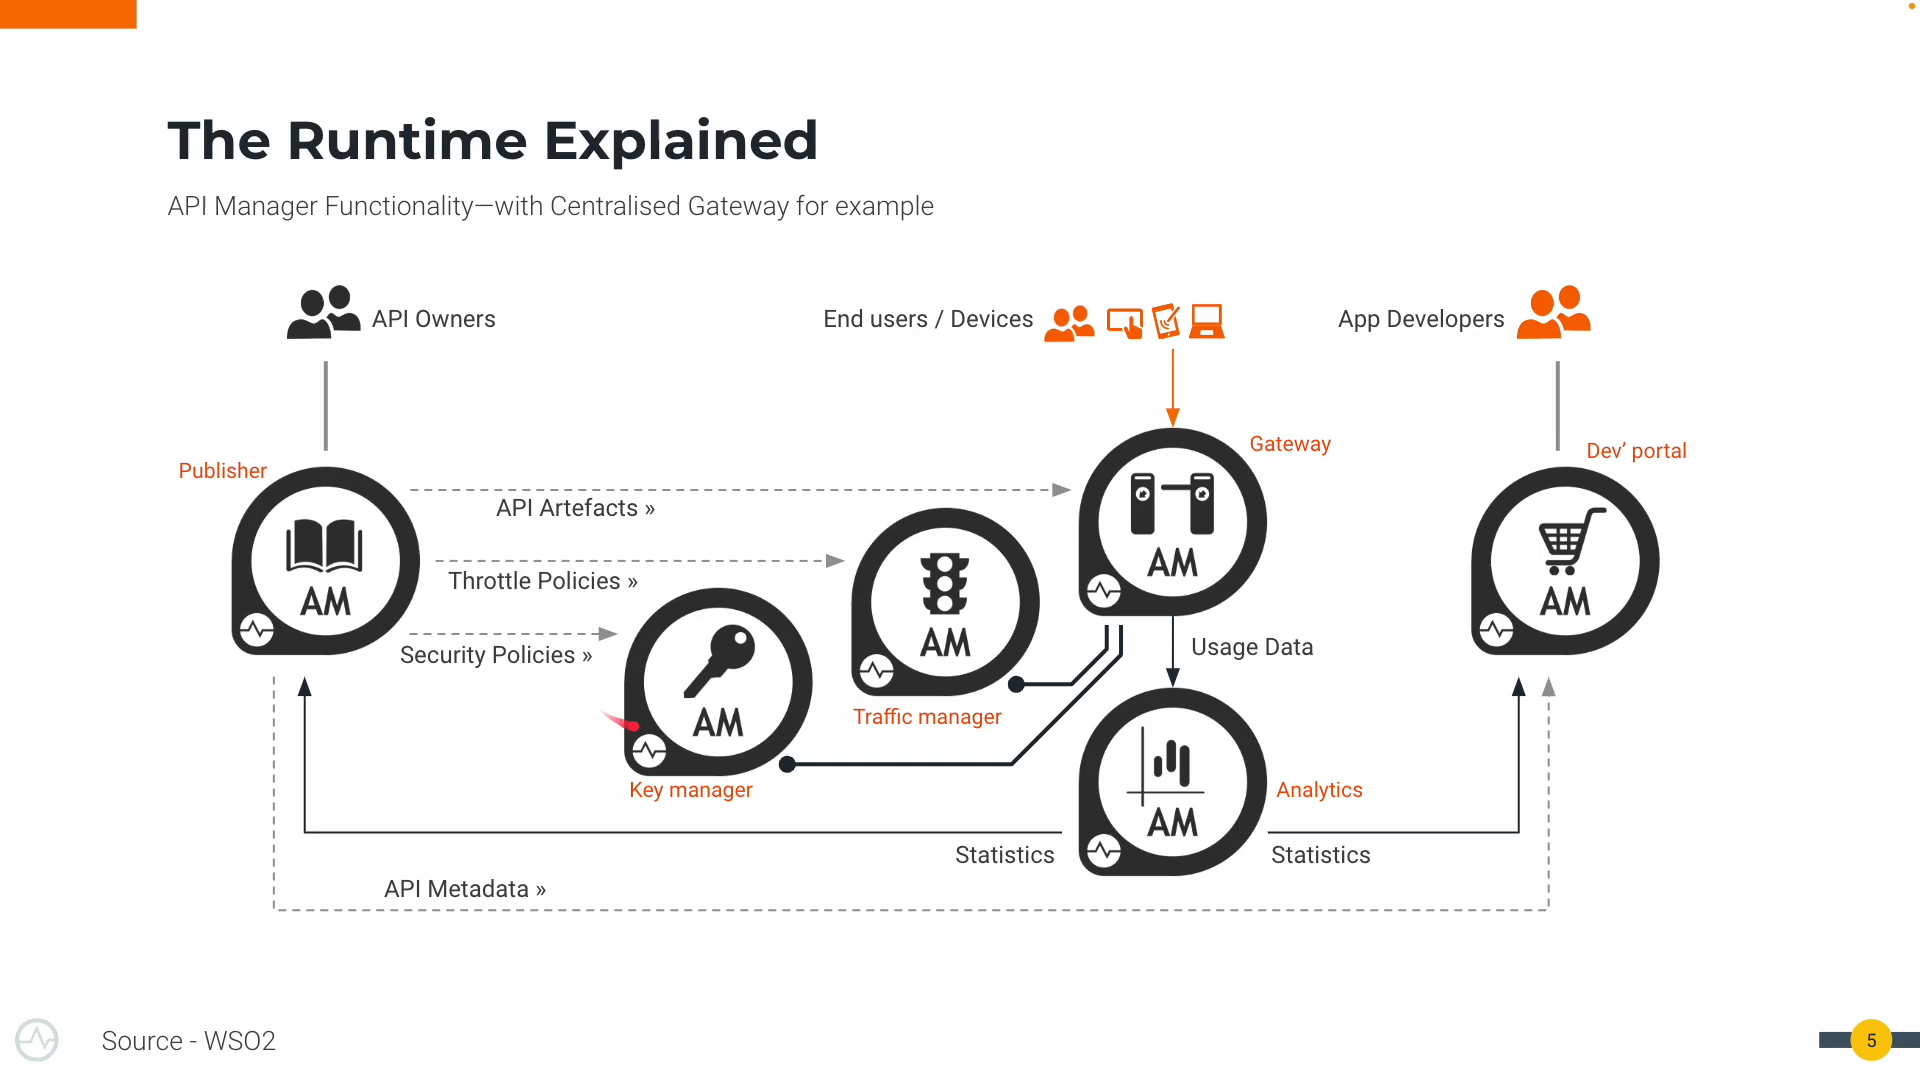 The Runtime Explained
API Manager Functionality—with Centralised Gateway for example
API Owners
End users / Devices
App Developers
Publisher
Gateway
Dev’ portal
API Artefacts »
Throttle Policies »
Security Policies »
AM
AM
AM
AM
AM
Usage Data
Traffic manager
Key manager
Analytics
AM
Statistics
Statistics
API Metadata »
Source - WSO2
5